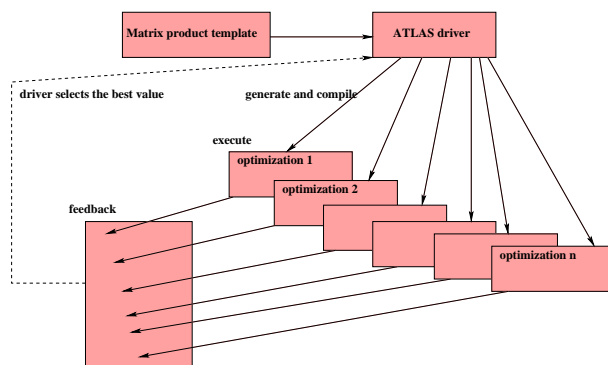 Matrix product template
ATLAS driver
driver selects the best value
generate and compile
execute
optimization 1
optimization 2
feedback
optimization n